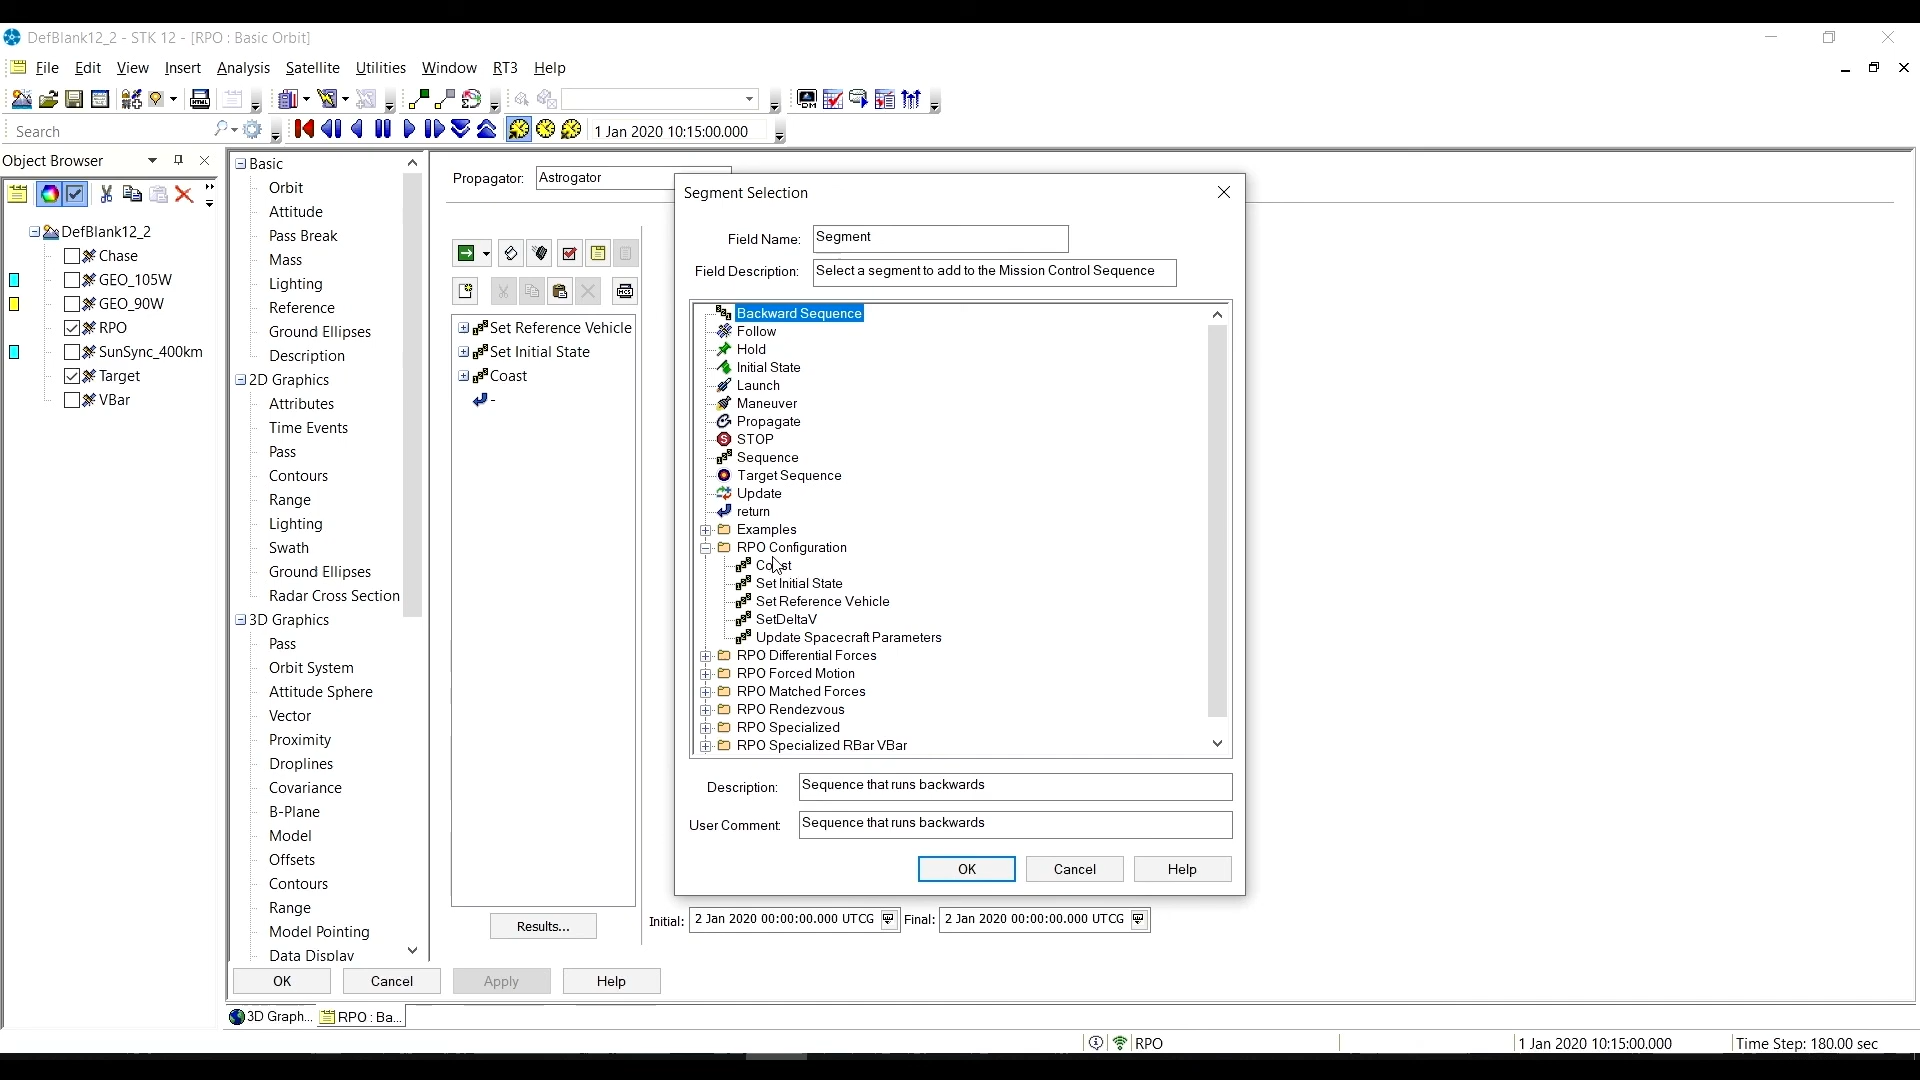 DefBlank12_2 - STK 12 - [RPO : Basic Orbit]
File Edit View Insert Analysis Satellite Utilities Window RT3 Help
Search
1 Jan 2020 10:15:00.000
Object Browser
DefBlank12_2
Chase
GEO_105W
GEO_90W
RPO
SunSync_400km
Target
VBar
Basic
Orbit
Attitude
Pass Break
Mass
Lighting
Reference
Ground Ellipses
Description
2D Graphics
Attributes
Time Events
Pass
Contours
Range
Lighting
Swath
Ground Ellipses
Radar Cross Section
3D Graphics
Pass
Orbit System
Attitude Sphere
Vector
Proximity
Droplines
Covariance
B-Plane
Model
Offsets
Contours
Range
Model Pointing
Data Display
Propagator: Astrogator
Set Reference Vehicle
Set Initial State
Coast
-
Results...
Segment Selection
Field Name: Segment
Field Description: Select a segment to add to the Mission Control Sequence
Backward Sequence
Follow
Hold
Initial State
Launch
Maneuver
Propagate
STOP
Sequence
Target Sequence
Update
return
Examples
RPO Configuration
Coast
Set Initial State
Set Reference Vehicle
SetDeltaV
Update Spacecraft Parameters
RPO Differential Forces
RPO Forced Motion
RPO Matched Forces
RPO Rendezvous
RPO Specialized
RPO Specialized RBar VBar
Description: Sequence that runs backwards
User Comment: Sequence that runs backwards
OK Cancel Help
Initial: 2 Jan 2020 00:00:00.000 UTCG Final: 2 Jan 2020 00:00:00.000 UTCG
OK Cancel Apply Help
3D Graph... RPO : Ba...
RPO 1 Jan 2020 10:15:00.000 Time Step: 180.00 sec